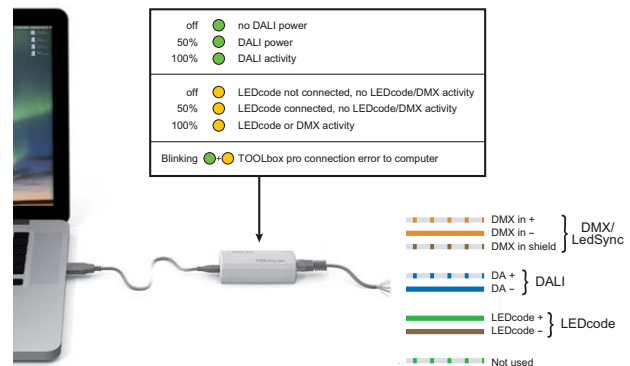 off no DALI power
50% DALI power
100% DALI activity
off LEDcode not connected, no LEDcode/DMX activity
50% LEDcode connected, no LEDcode/DMX activity
100% LEDcode or DMX activity
Blinking + TOOLbox pro connection error to computer
DMX in +
DMX in –
DMX in shield
DMX/
LedSync
DA +
DA –
DALI
LEDcode +
LEDcode –
LEDcode
Not used